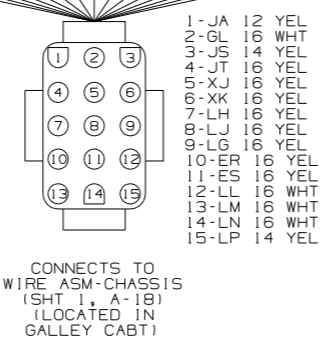 1 2 3
4 5 6
7 8 9
10 11 12
13 14 15
1-JA 12 YEL
2-GL 16 WHT
3-JS 14 YEL
4-JT 16 YEL
5-XJ 16 YEL
6-XK 16 YEL
7-LH 16 YEL
8-LJ 16 YEL
9-LG 16 YEL
10-ER 16 YEL
11-ES 16 YEL
12-LL 16 WHT
13-LM 16 WHT
14-LN 16 WHT
15-LP 14 YEL
CONNECTS TO
WIRE ASM-CHASSIS
(SHT 1, A-18)
(LOCATED IN
GALLEY CABT)